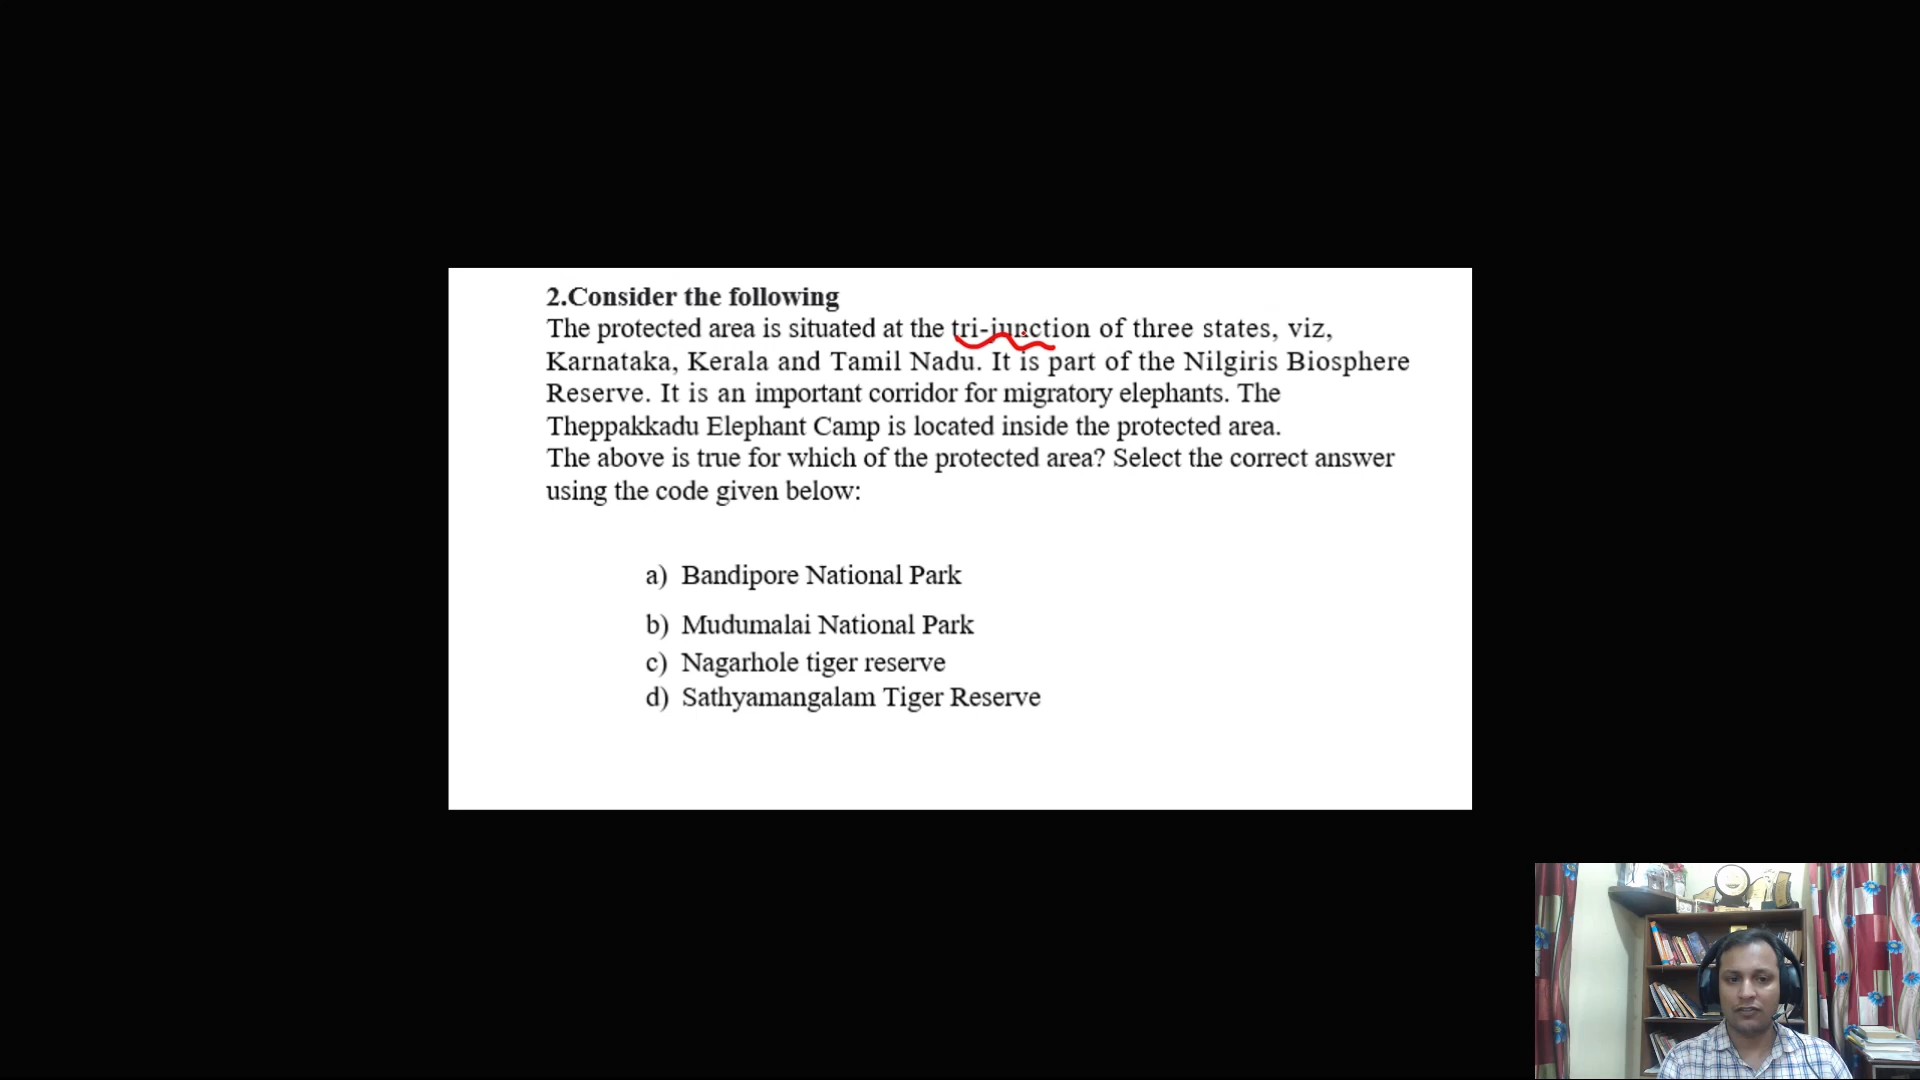 2.Consider the following
The protected area is situated at the tri-junction of three states, viz,
Karnataka, Kerala and Tamil Nadu. It is part of the Nilgiris Biosphere
Reserve. It is an important corridor for migratory elephants. The
Theppakkadu Elephant Camp is located inside the protected area.
The above is true for which of the protected area? Select the correct answer
using the code given below:
a) Bandipore National Park
b) Mudumalai National Park
c) Nagarhole tiger reserve
d) Sathyamangalam Tiger Reserve